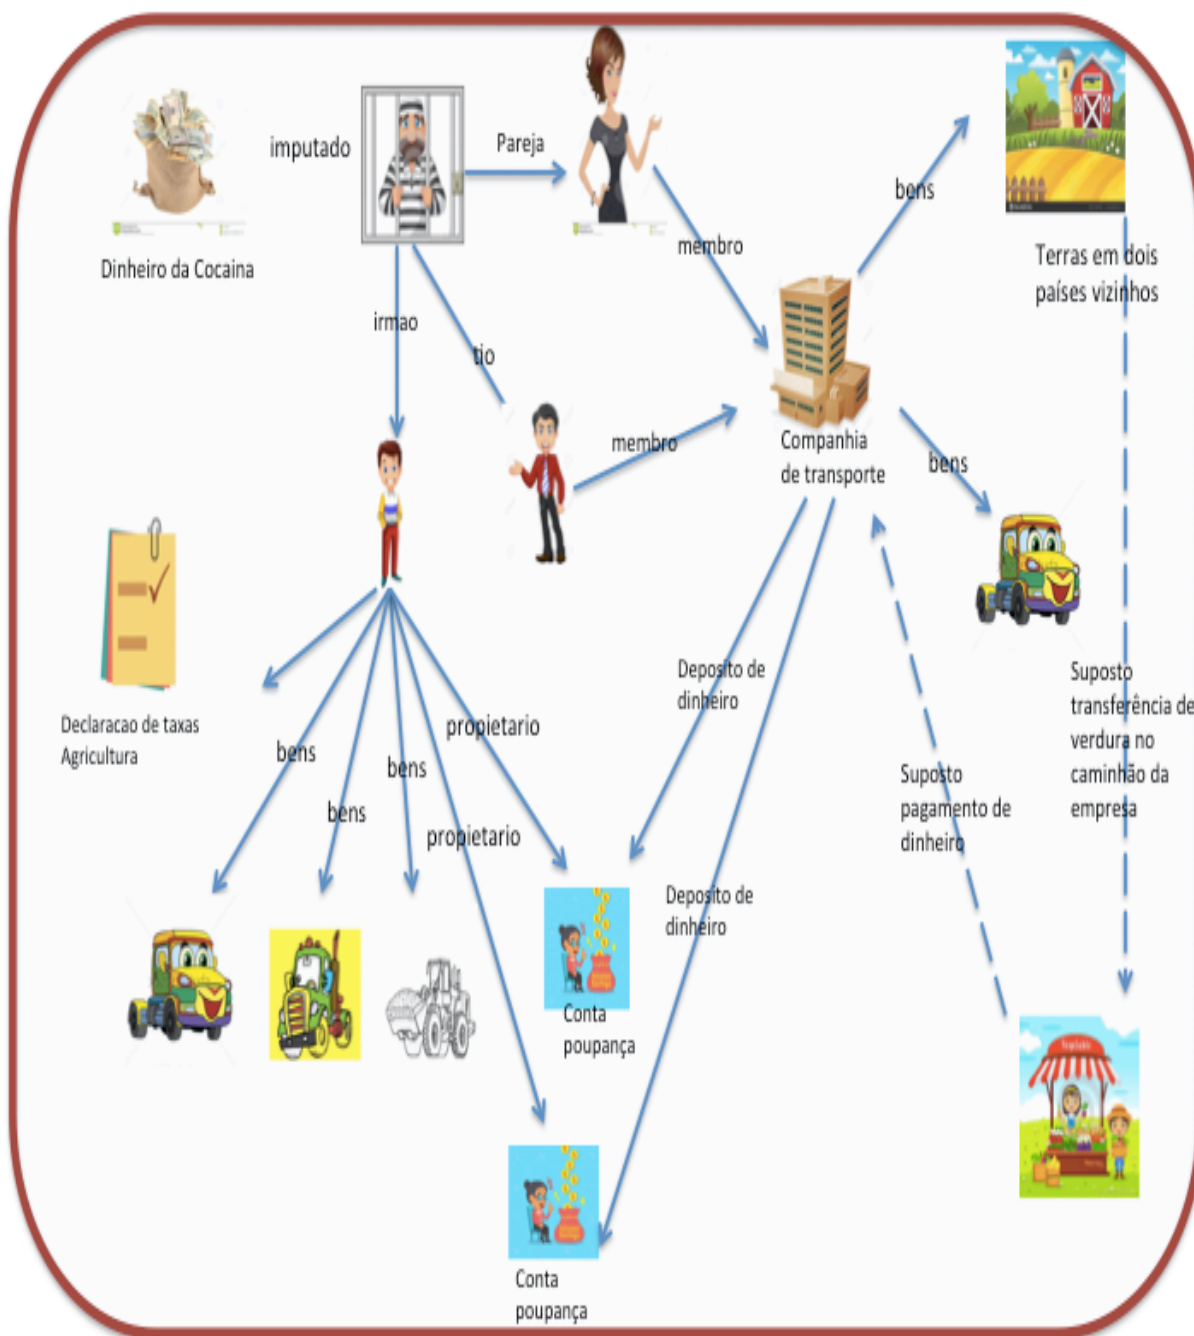 imputado
Pareja
Dinheiro da Cocaina
bens
membro
Terras em dois
países vizinhos
irmao
tio
membro
Companhia
de transporte
bens
Declaracao de taxas
Agricultura
propietario
bens
bens
bens
propietario
Deposito de
dinheiro
Suposto
transferência de
verdura no
caminhão da
empresa
Suposto
pagamento de
dinheiro
Deposito de
dinheiro
Conta
poupança
Conta
poupança